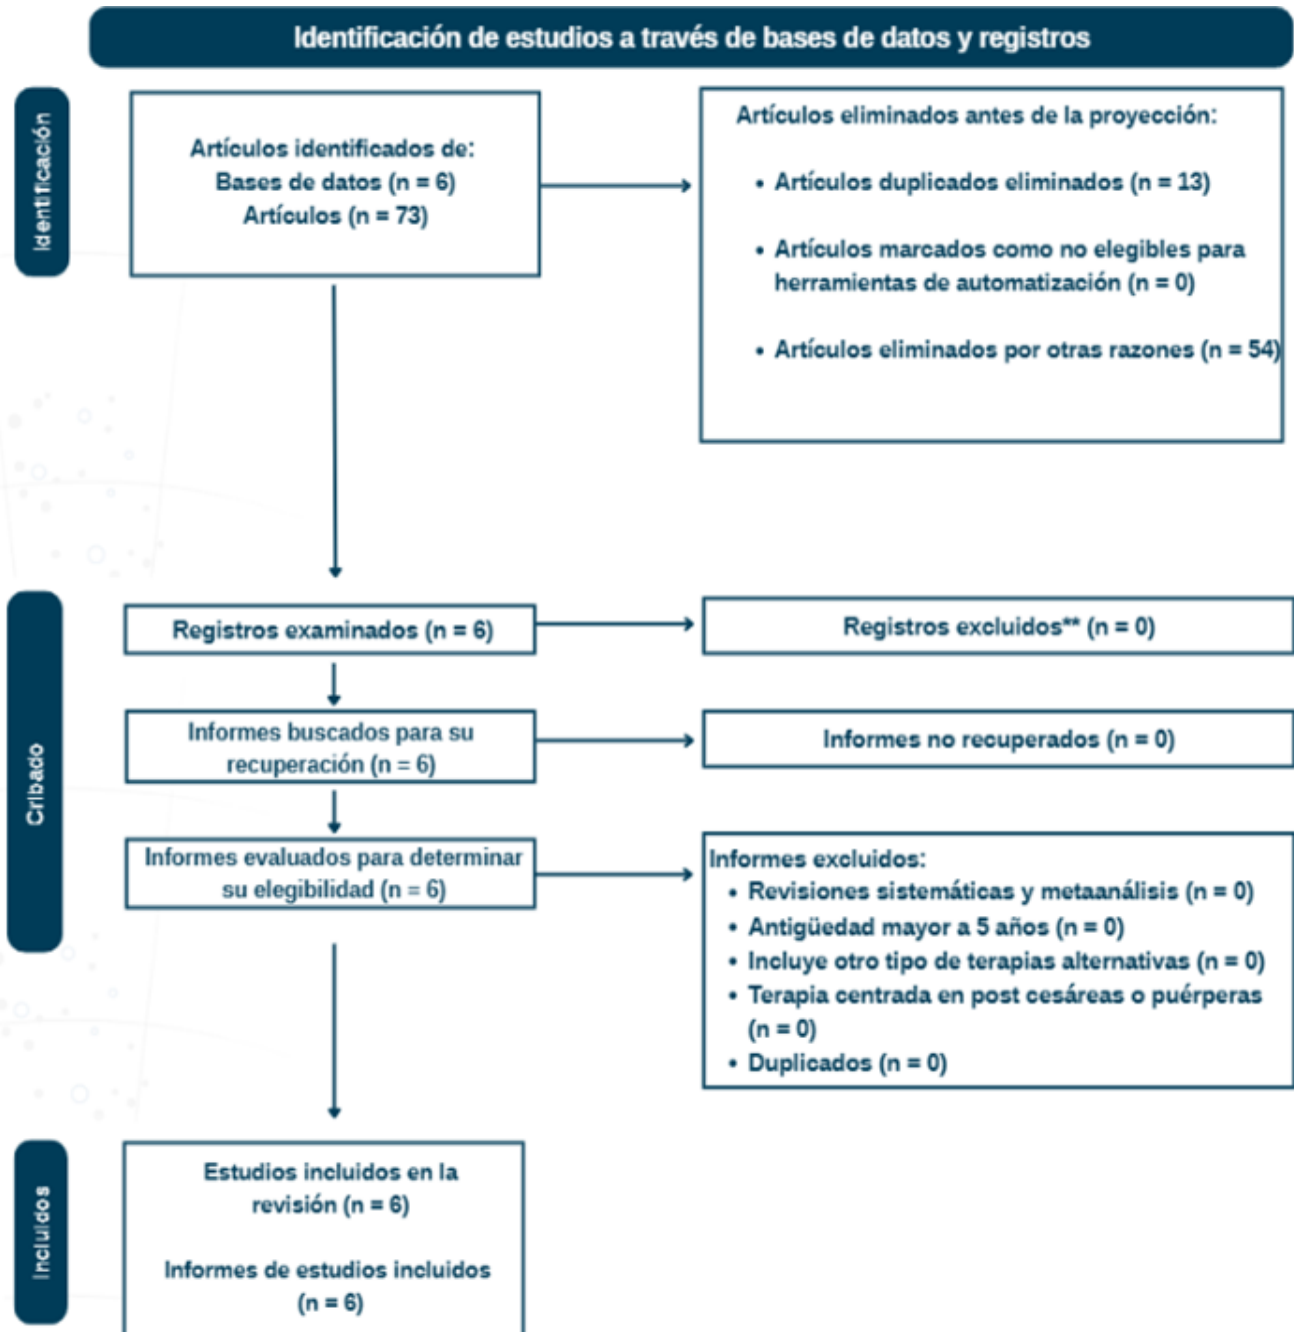 Identificación de estudios a través de bases de datos y registros
Identificación
Artículos identificados de:
Bases de datos (n = 6)
Artículos (n = 73)
Artículos eliminados antes de la proyección:
• Artículos duplicados eliminados (n = 13)
• Artículos marcados como no elegibles para
herramientas de automatización (n = 0)
• Artículos eliminados por otras razones (n = 54)
Cribado
Registros examinados (n = 6)
Registros excluidos** (n = 0)
Informes buscados para su
recuperación (n = 6)
Informes no recuperados (n = 0)
Informes evaluados para determinar
su elegibilidad (n = 6)
Informes excluidos:
• Revisiones sistemáticas y metaanálisis (n = 0)
• Antigüedad mayor a 5 años (n = 0)
• Incluye otro tipo de terapias alternativas (n = 0)
• Terapia centrada en post cesáreas o puérperas
(n = 0)
• Duplicados (n = 0)
Incluidos
Estudios incluidos en la
revisión (n = 6)
Informes de estudios incluidos
(n = 6)